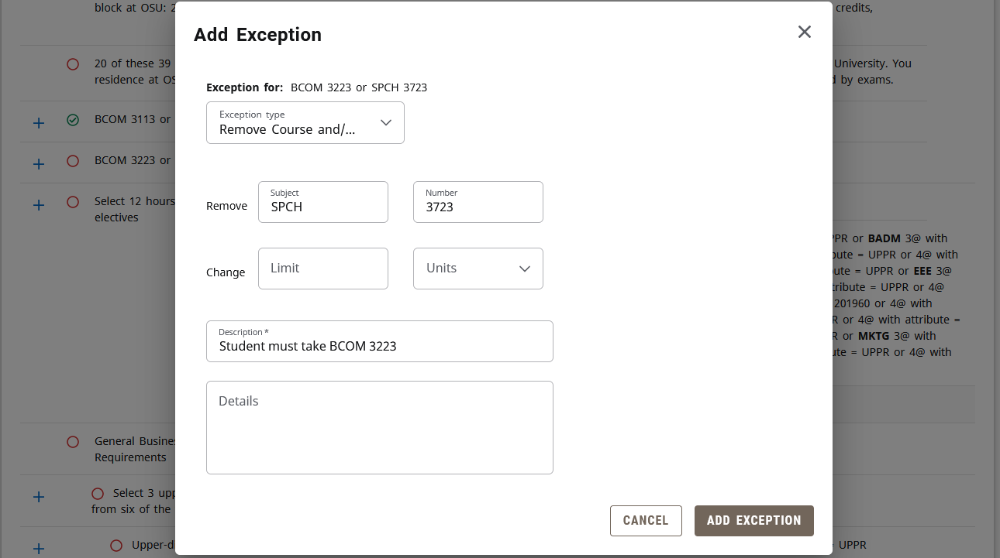 block at OSU: 2
credits,
Add Exception
20 of these 39
University. You
residence at OS
d by exams.
Exception for: BCOM 3223 or SPCH 3723
Exception type
Remove Course and/...
BCOM 3113 or
BCOM 3223 or
Subject
SPCH
Number
3723
Remove
Select 12 hours
electives
PPR or BADM 3@ with
bute = UPPR or 4@ with
Limit
Units
Change
bute = UPPR or EEE 3@
ttribute = UPPR or 4@
201960 or 4@ with
R or 4@ with attribute =
Description *
R or MKTG 3@ with
Student must take BCOM 3223
ute = UPPR or 4@ with
Details
General Busine
Requirements
Select 3 upp
from six of the
CANCEL
ADD EXCEPTION
Upper-di
UPPR